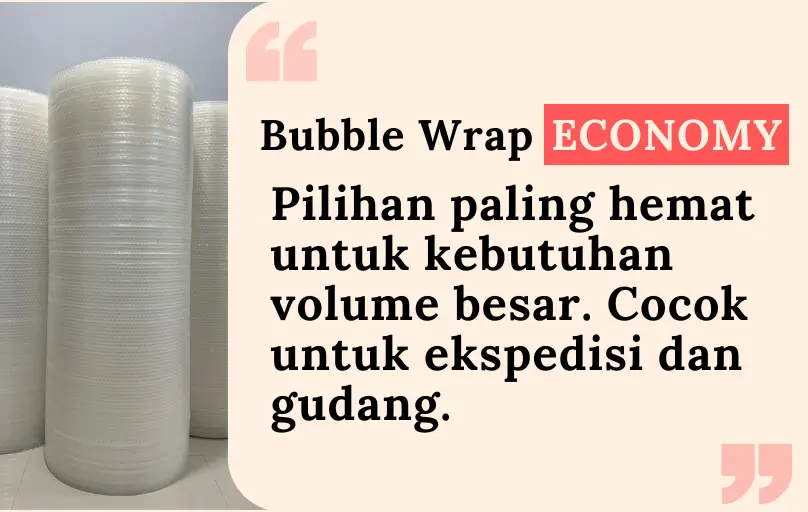 Bubble Wrap ECONOMY
Pilihan paling hemat
untuk kebutuhan
volume besar. Cocok
untuk ekspedisi dan
gudang.